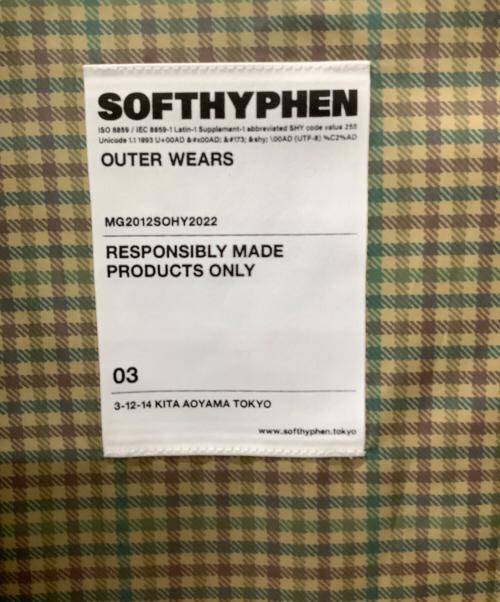 SOFTHYPHEN
ISO 8859 / IEC 8859-1 Latin-1 Supplement-1 abbreviated SHY code value 255
Unicode 1.1 1993 U+00AD &#x00AD; &#173; &shy; \00AD (UTF-8) %C2%AD
OUTER WEARS
MG2012SOHY2022
RESPONSIBLY MADE
PRODUCTS ONLY
03
3-12-14 KITA AOYAMA TOKYO
www.softhyphen.tokyo